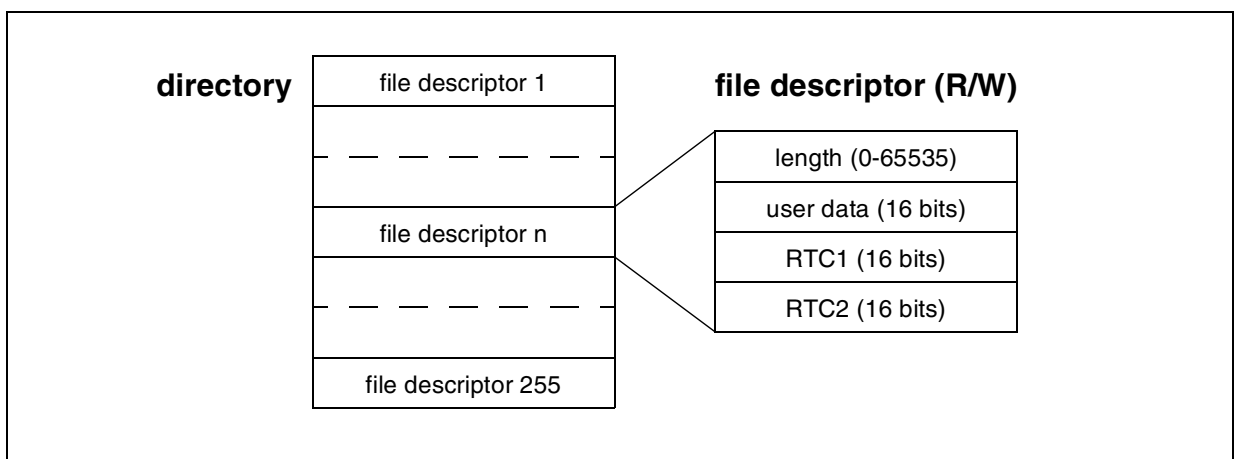 directory
file descriptor 1
file descriptor n
file descriptor 255
file descriptor (R/W)
length (0-65535)
user data (16 bits)
RTC1 (16 bits)
RTC2 (16 bits)